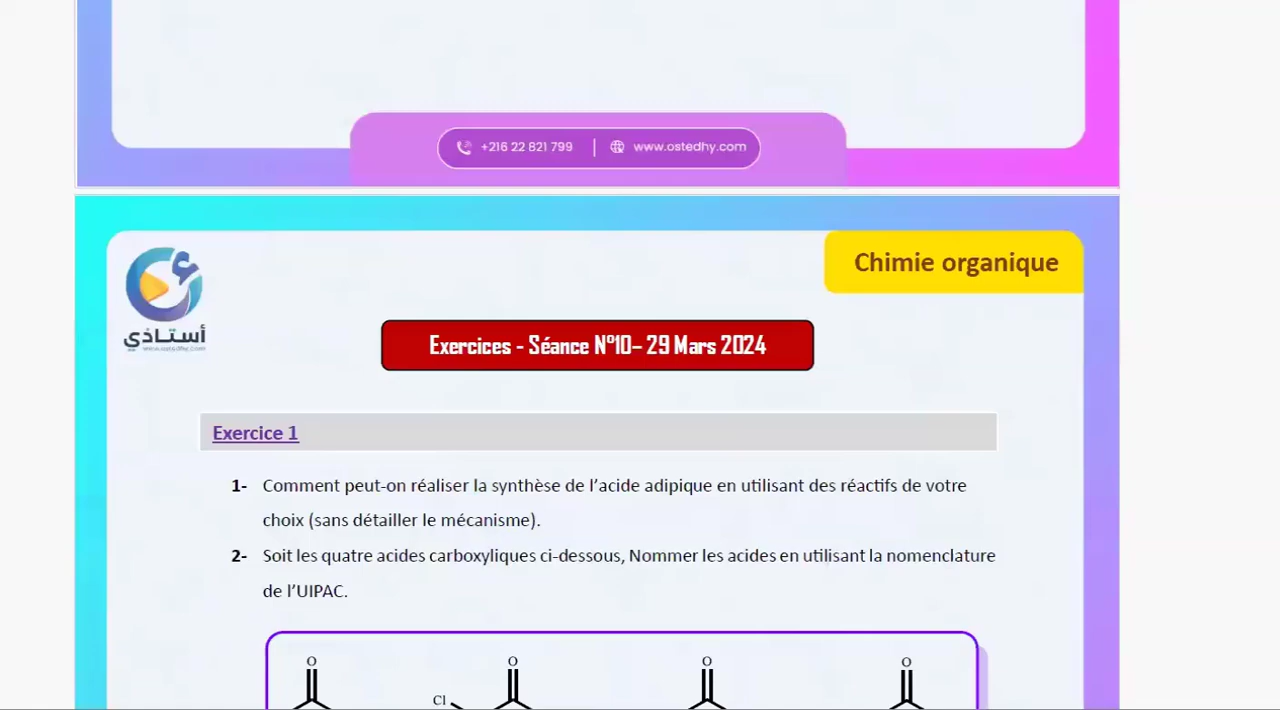 +216 22 821 799 | www.ostedhy.com
Chimie organique
أستاذي
www.ostedhy.com
Exercices - Séance N°10– 29 Mars 2024
Exercice 1
1- Comment peut-on réaliser la synthèse de l’acide adipique en utilisant des réactifs de votre
choix (sans détailler le mécanisme).
2- Soit les quatre acides carboxyliques ci-dessous, Nommer les acides en utilisant la nomenclature
de l’UIPAC.
O O O O
Cl